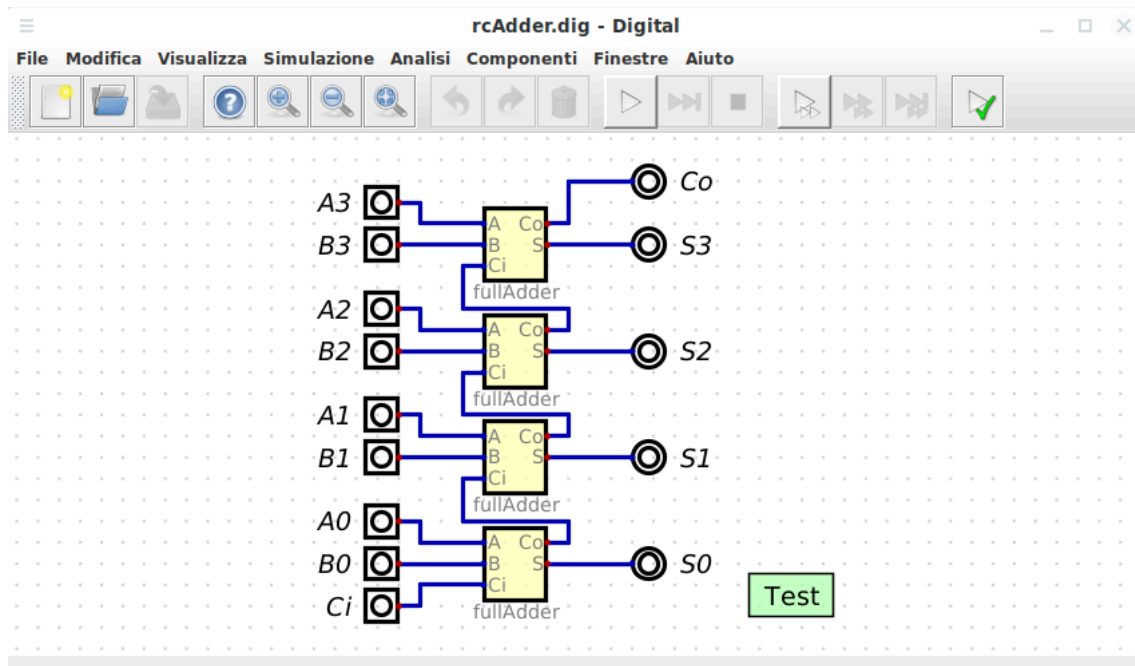 rcAdder.dig - Digital
File Modifica Visualizza Simulazione Analisi Componenti Finestre Aiuto
?
Co
A3
A Co
B3
B S
S3
Ci
fullAdder
A2
A Co
B2
B S
S2
Ci
fullAdder
A1
A Co
B1
B S
S1
Ci
fullAdder
A0
A Co
B0
B S
S0
Ci
Ci
fullAdder
Test